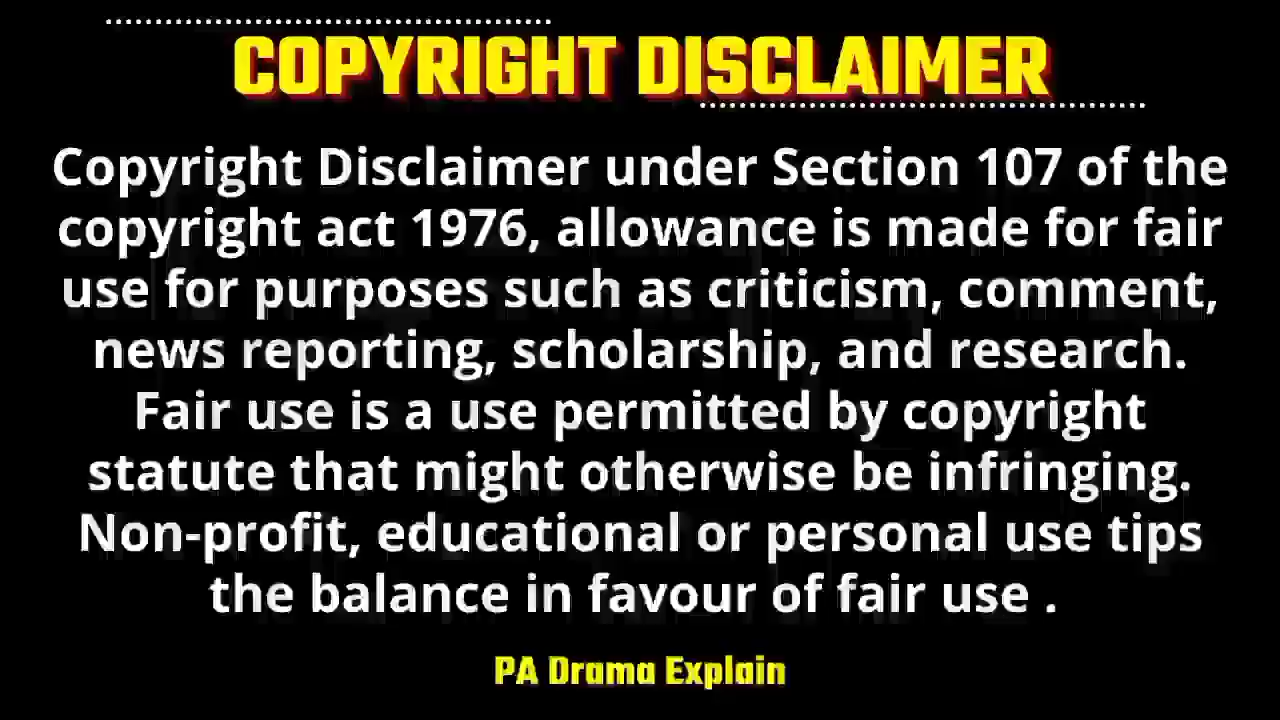 COPYRIGHT DISCLAIMER
Copyright Disclaimer under Section 107 of the
copyright act 1976, allowance is made for fair
use for purposes such as criticism, comment,
news reporting, scholarship, and research.
Fair use is a use permitted by copyright
statute that might otherwise be infringing.
Non-profit, educational or personal use tips
the balance in favour of fair use .
PA Drama Explain